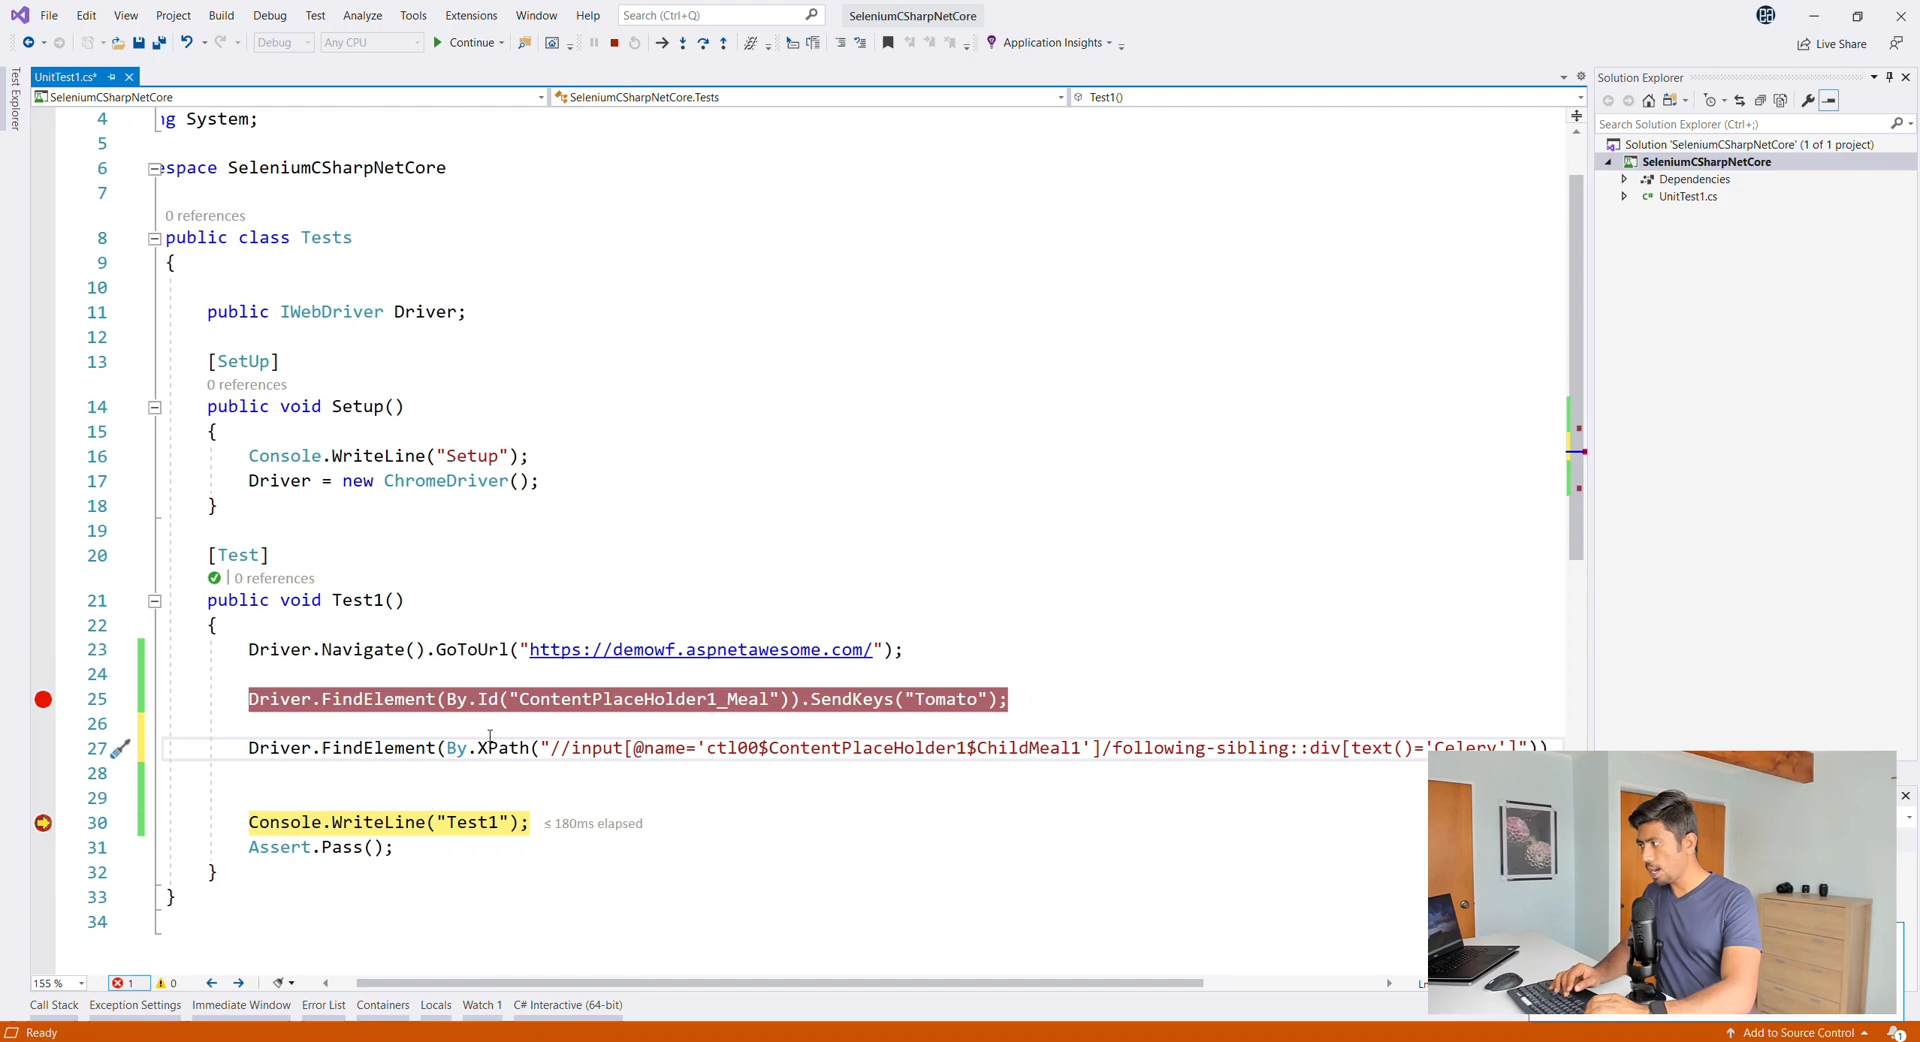 File Edit View Project Build Debug Test Analyze Tools Extensions Window Help Search (Ctrl+Q) SeleniumCSharpNetCore
Debug Any CPU Continue Application Insights Live Share
Test Explorer
UnitTest1.cs*
SeleniumCSharpNetCore SeleniumCSharpNetCore.Tests Test1()
4 ng System;
5
6 espace SeleniumCSharpNetCore
7
0 references
8 public class Tests
9 {
10
11 public IWebDriver Driver;
12
13 [SetUp]
0 references
14 public void Setup()
15 {
16 Console.WriteLine("Setup");
17 Driver = new ChromeDriver();
18 }
19
20 [Test]
0 references
21 public void Test1()
22 {
23 Driver.Navigate().GoToUrl("https://demowf.aspnetawesome.com/");
24
25 Driver.FindElement(By.Id("ContentPlaceHolder1_Meal")).SendKeys("Tomato");
26
27 Driver.FindElement(By.XPath("//input[@name='ctl00$ContentPlaceHolder1$ChildMeal1']/following-sibling::div[text()='Celery']"))
28
29
30 Console.WriteLine("Test1"); ≤ 180ms elapsed
31 Assert.Pass();
32 }
33 }
34
155 % 1 0
Call Stack Exception Settings Immediate Window Error List Containers Locals Watch 1 C# Interactive (64-bit)
Ready Add to Source Control 1
Solution Explorer
Search Solution Explorer (Ctrl+;)
Solution 'SeleniumCSharpNetCore' (1 of 1 project)
SeleniumCSharpNetCore
Dependencies
C# UnitTest1.cs